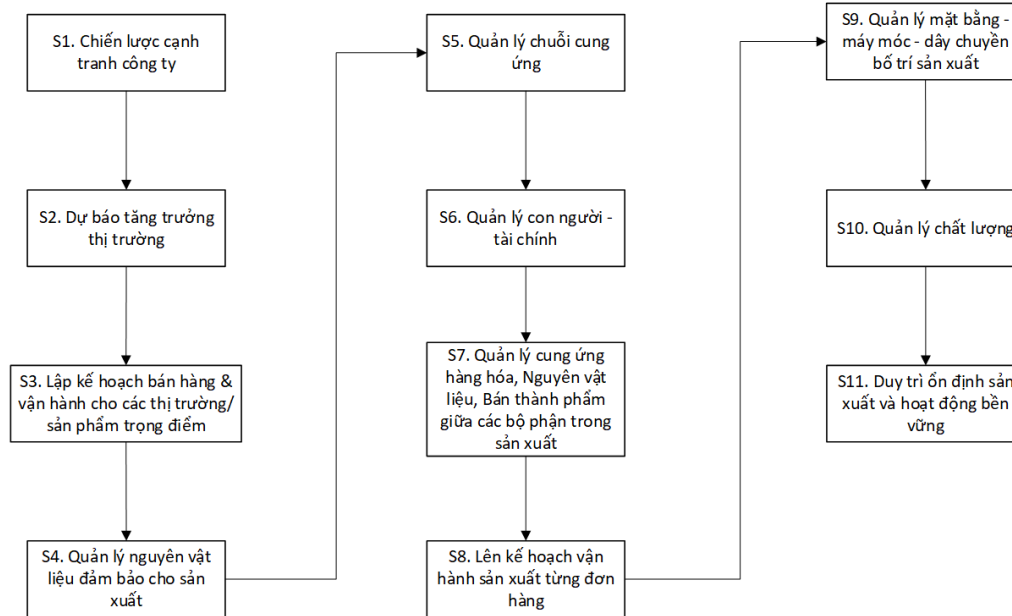 S1. Chiến lược cạnh
tranh công ty
S2. Dự báo tăng trưởng
thị trường
S3. Lập kế hoạch bán hàng &
vận hành cho các thị trường/
sản phẩm trọng điểm
S4. Quản lý nguyên vật
liệu đảm bảo cho sản
xuất
S5. Quản lý chuỗi cung
ứng
S6. Quản lý con người -
tài chính
S7. Quản lý cung ứng
hàng hóa, Nguyên vật
liệu, Bán thành phẩm
giữa các bộ phận trong
sản xuất
S8. Lên kế hoạch vận
hành sản xuất từng đơn
hàng
S9. Quản lý mặt bằng -
máy móc - dây chuyền
bố trí sản xuất
S10. Quản lý chất lượng
S11. Duy trì ổn định sản
xuất và hoạt động bền
vững